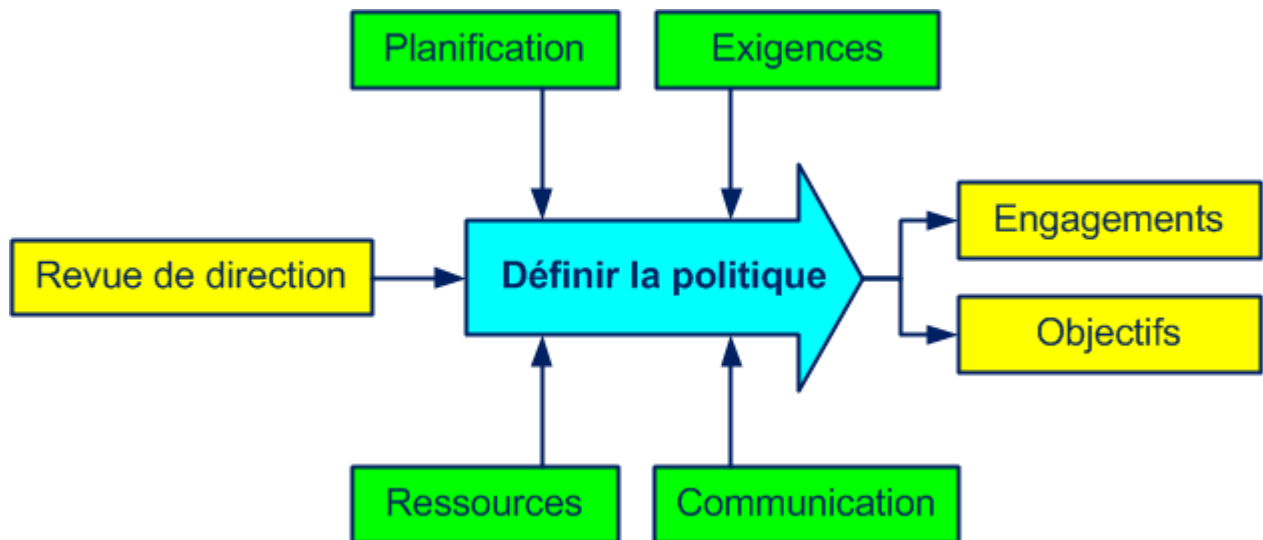 Planification
Exigences
Revue de direction
Définir la politique
Engagements
Objectifs
Ressources
Communication